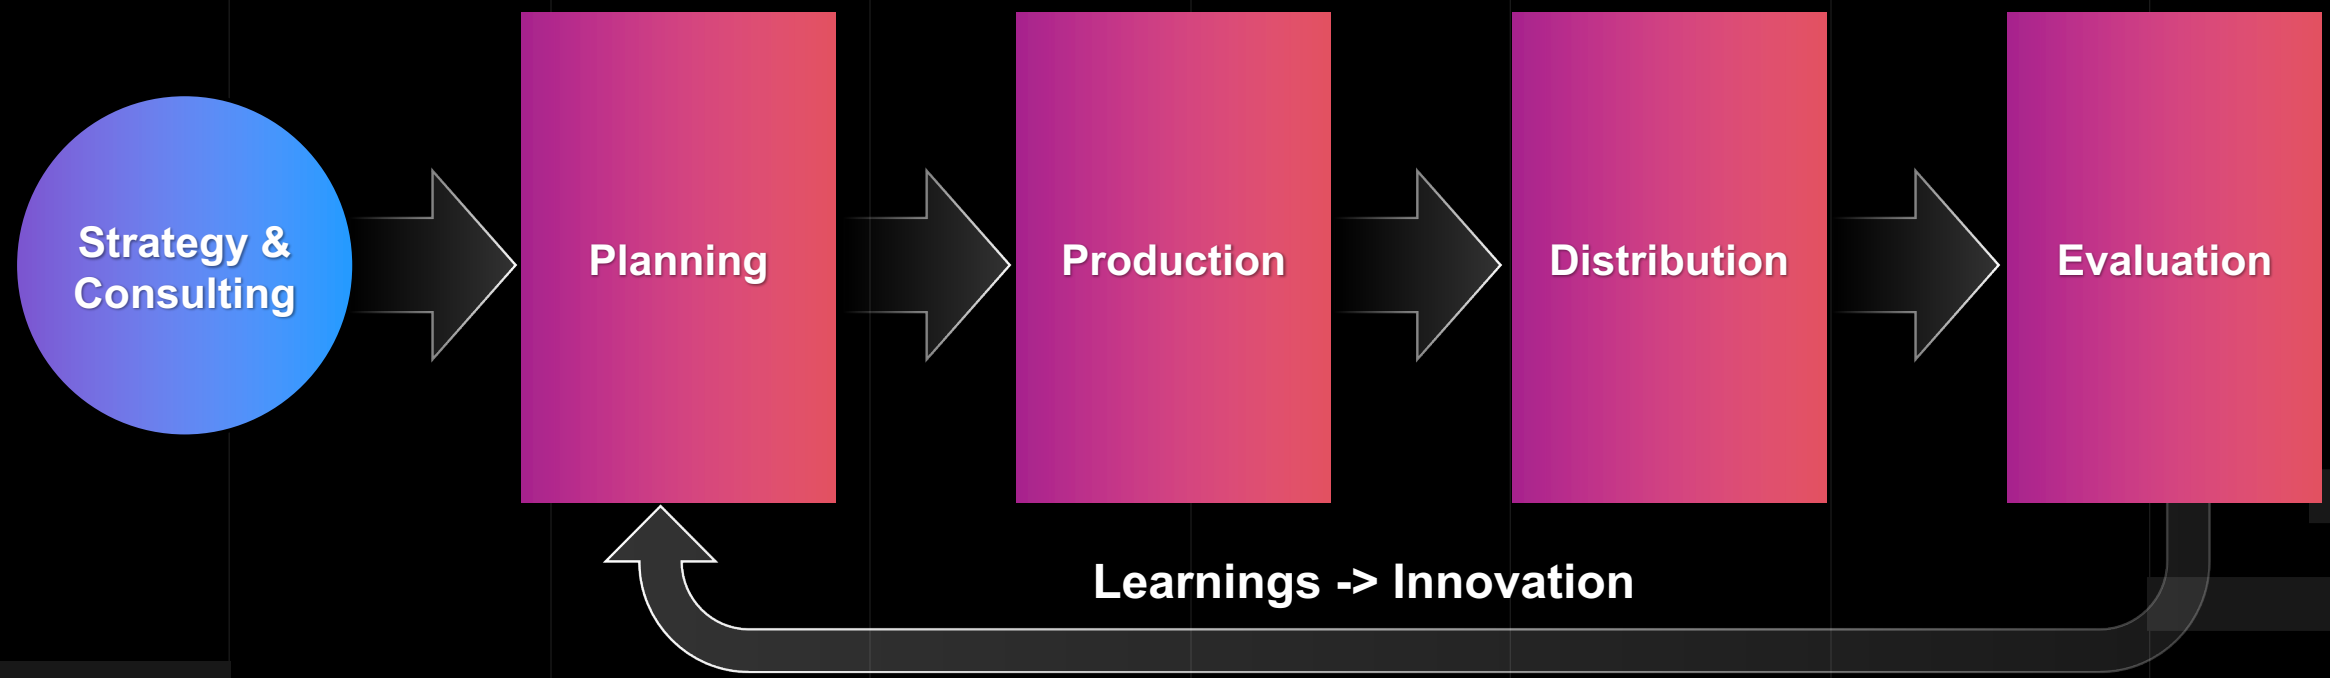 Strategy &
Consulting
Planning
Production
Distribution
Evaluation
Learnings -> Innovation